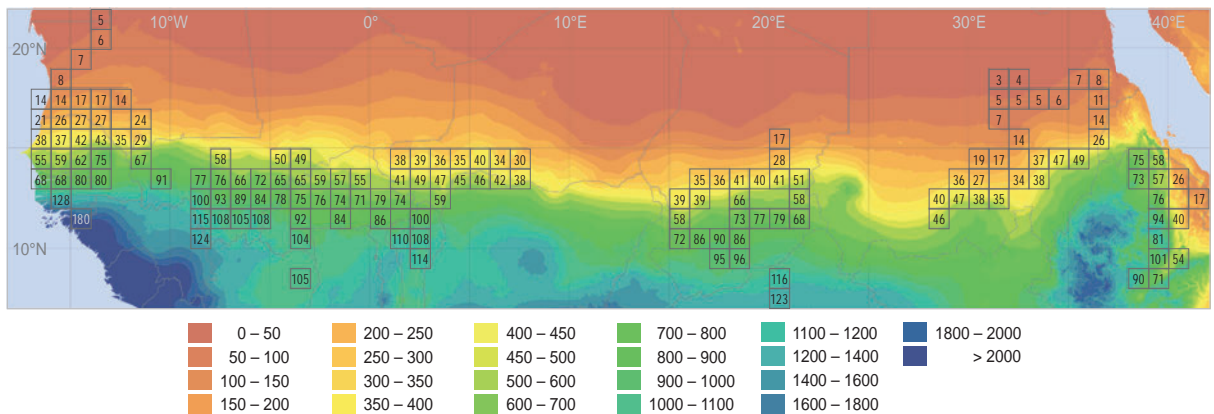 5 10°W 0° 10°E 20°E 30°E 40°E
6
20°N
7
8 3 4 7 8
14 14 17 17 14 5 5 5 6 11
21 26 27 27 24 7 14
38 37 42 43 35 29 17 14 26
55 59 62 75 67 58 50 49 38 39 36 35 40 34 30 28 19 17 37 47 49 75 58
68 68 80 80 91 77 76 66 72 65 65 59 57 55 41 49 47 45 46 42 38 35 36 41 40 41 51 36 27 34 38 73 57 26
128 100 93 89 84 78 75 76 74 71 79 74 59 39 39 66 58 40 47 38 35 76 17
180 115 108 105 108 92 84 86 100 58 73 77 79 68 46 94 40
10°N 124 104 110 108 72 86 90 86 81
114 95 96 101 54
105 116 90 71
123
0 – 50 200 – 250 400 – 450 700 – 800 1100 – 1200 1800 – 2000
50 – 100 250 – 300 450 – 500 800 – 900 1200 – 1400 > 2000
100 – 150 300 – 350 500 – 600 900 – 1000 1400 – 1600
150 – 200 350 – 400 600 – 700 1000 – 1100 1600 – 1800